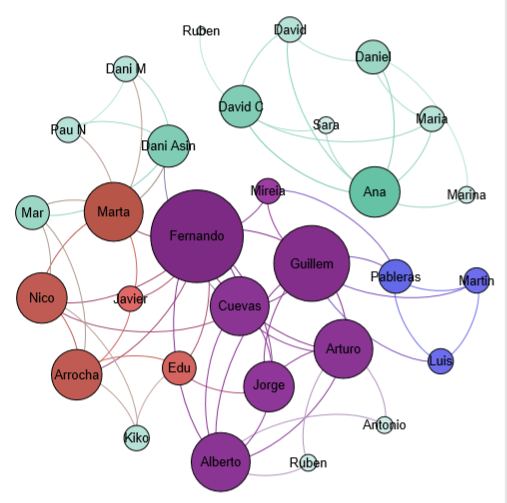 Ruben
David
Daniel
Dani M
David C
Sara
Maria
Pau N
Dani Asin
Mireia
Ana
Marina
Mar
Marta
Fernando
Guillem
Pableras
Martin
Nico
Javier
Cuevas
Arturo
Luis
Arrocha
Edu
Jorge
Kiko
Antonio
Alberto
Ruben